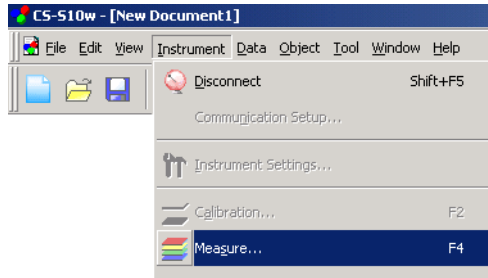 CS-S10w - [New Document1]
File Edit View Instrument Data Object Tool Window Help
Disconnect Shift+F5
Communication Setup...
Instrument Settings...
Calibration... F2
Measure... F4